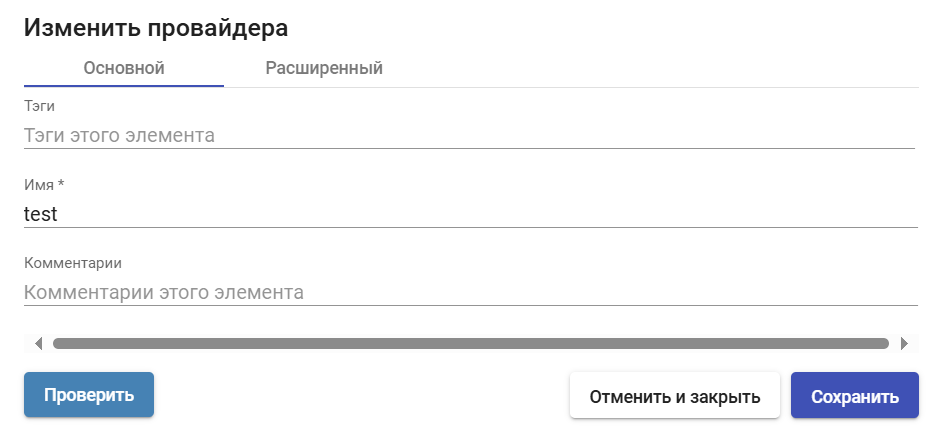 Изменить провайдера
Основной Расширенный
Тэги
Тэги этого элемента
Имя *
test
Комментарии
Комментарии этого элемента
Проверить Отменить и закрыть Сохранить